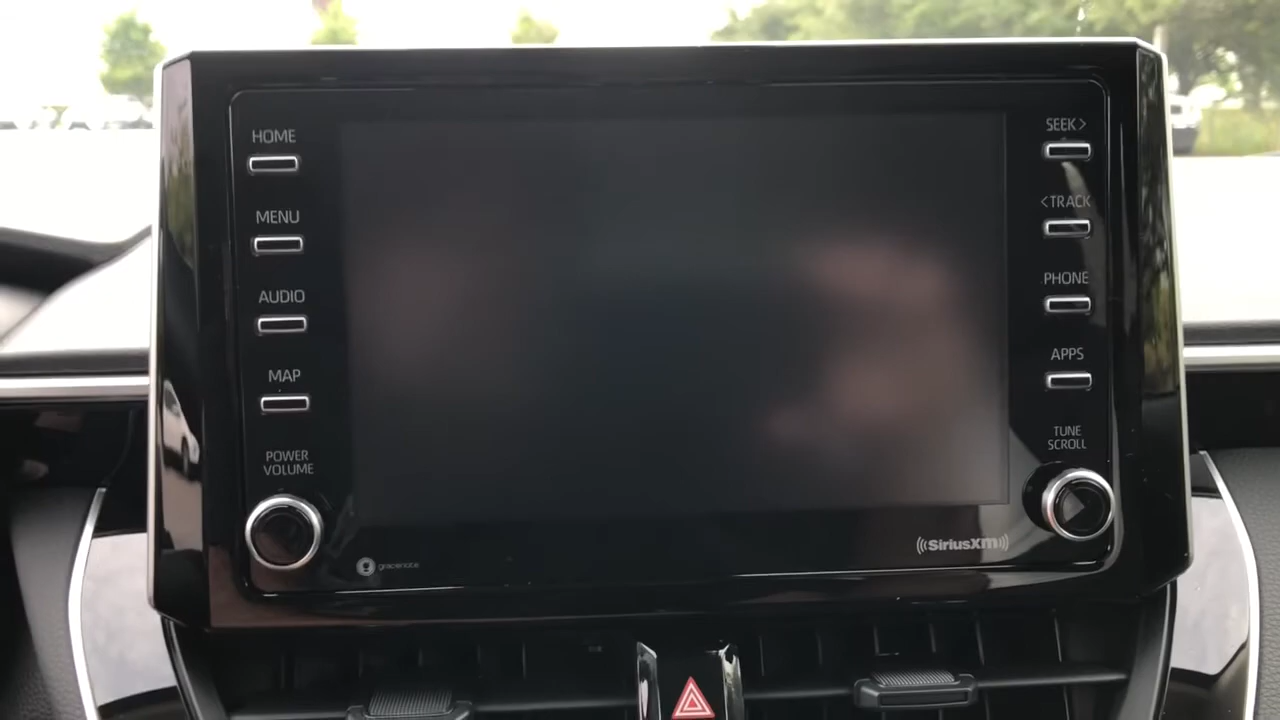 HOME
MENU
AUDIO
MAP
POWER
VOLUME
gracenote
SEEK>
<TRACK
PHONE
APPS
TUNE
SCROLL
((SiriusXM))